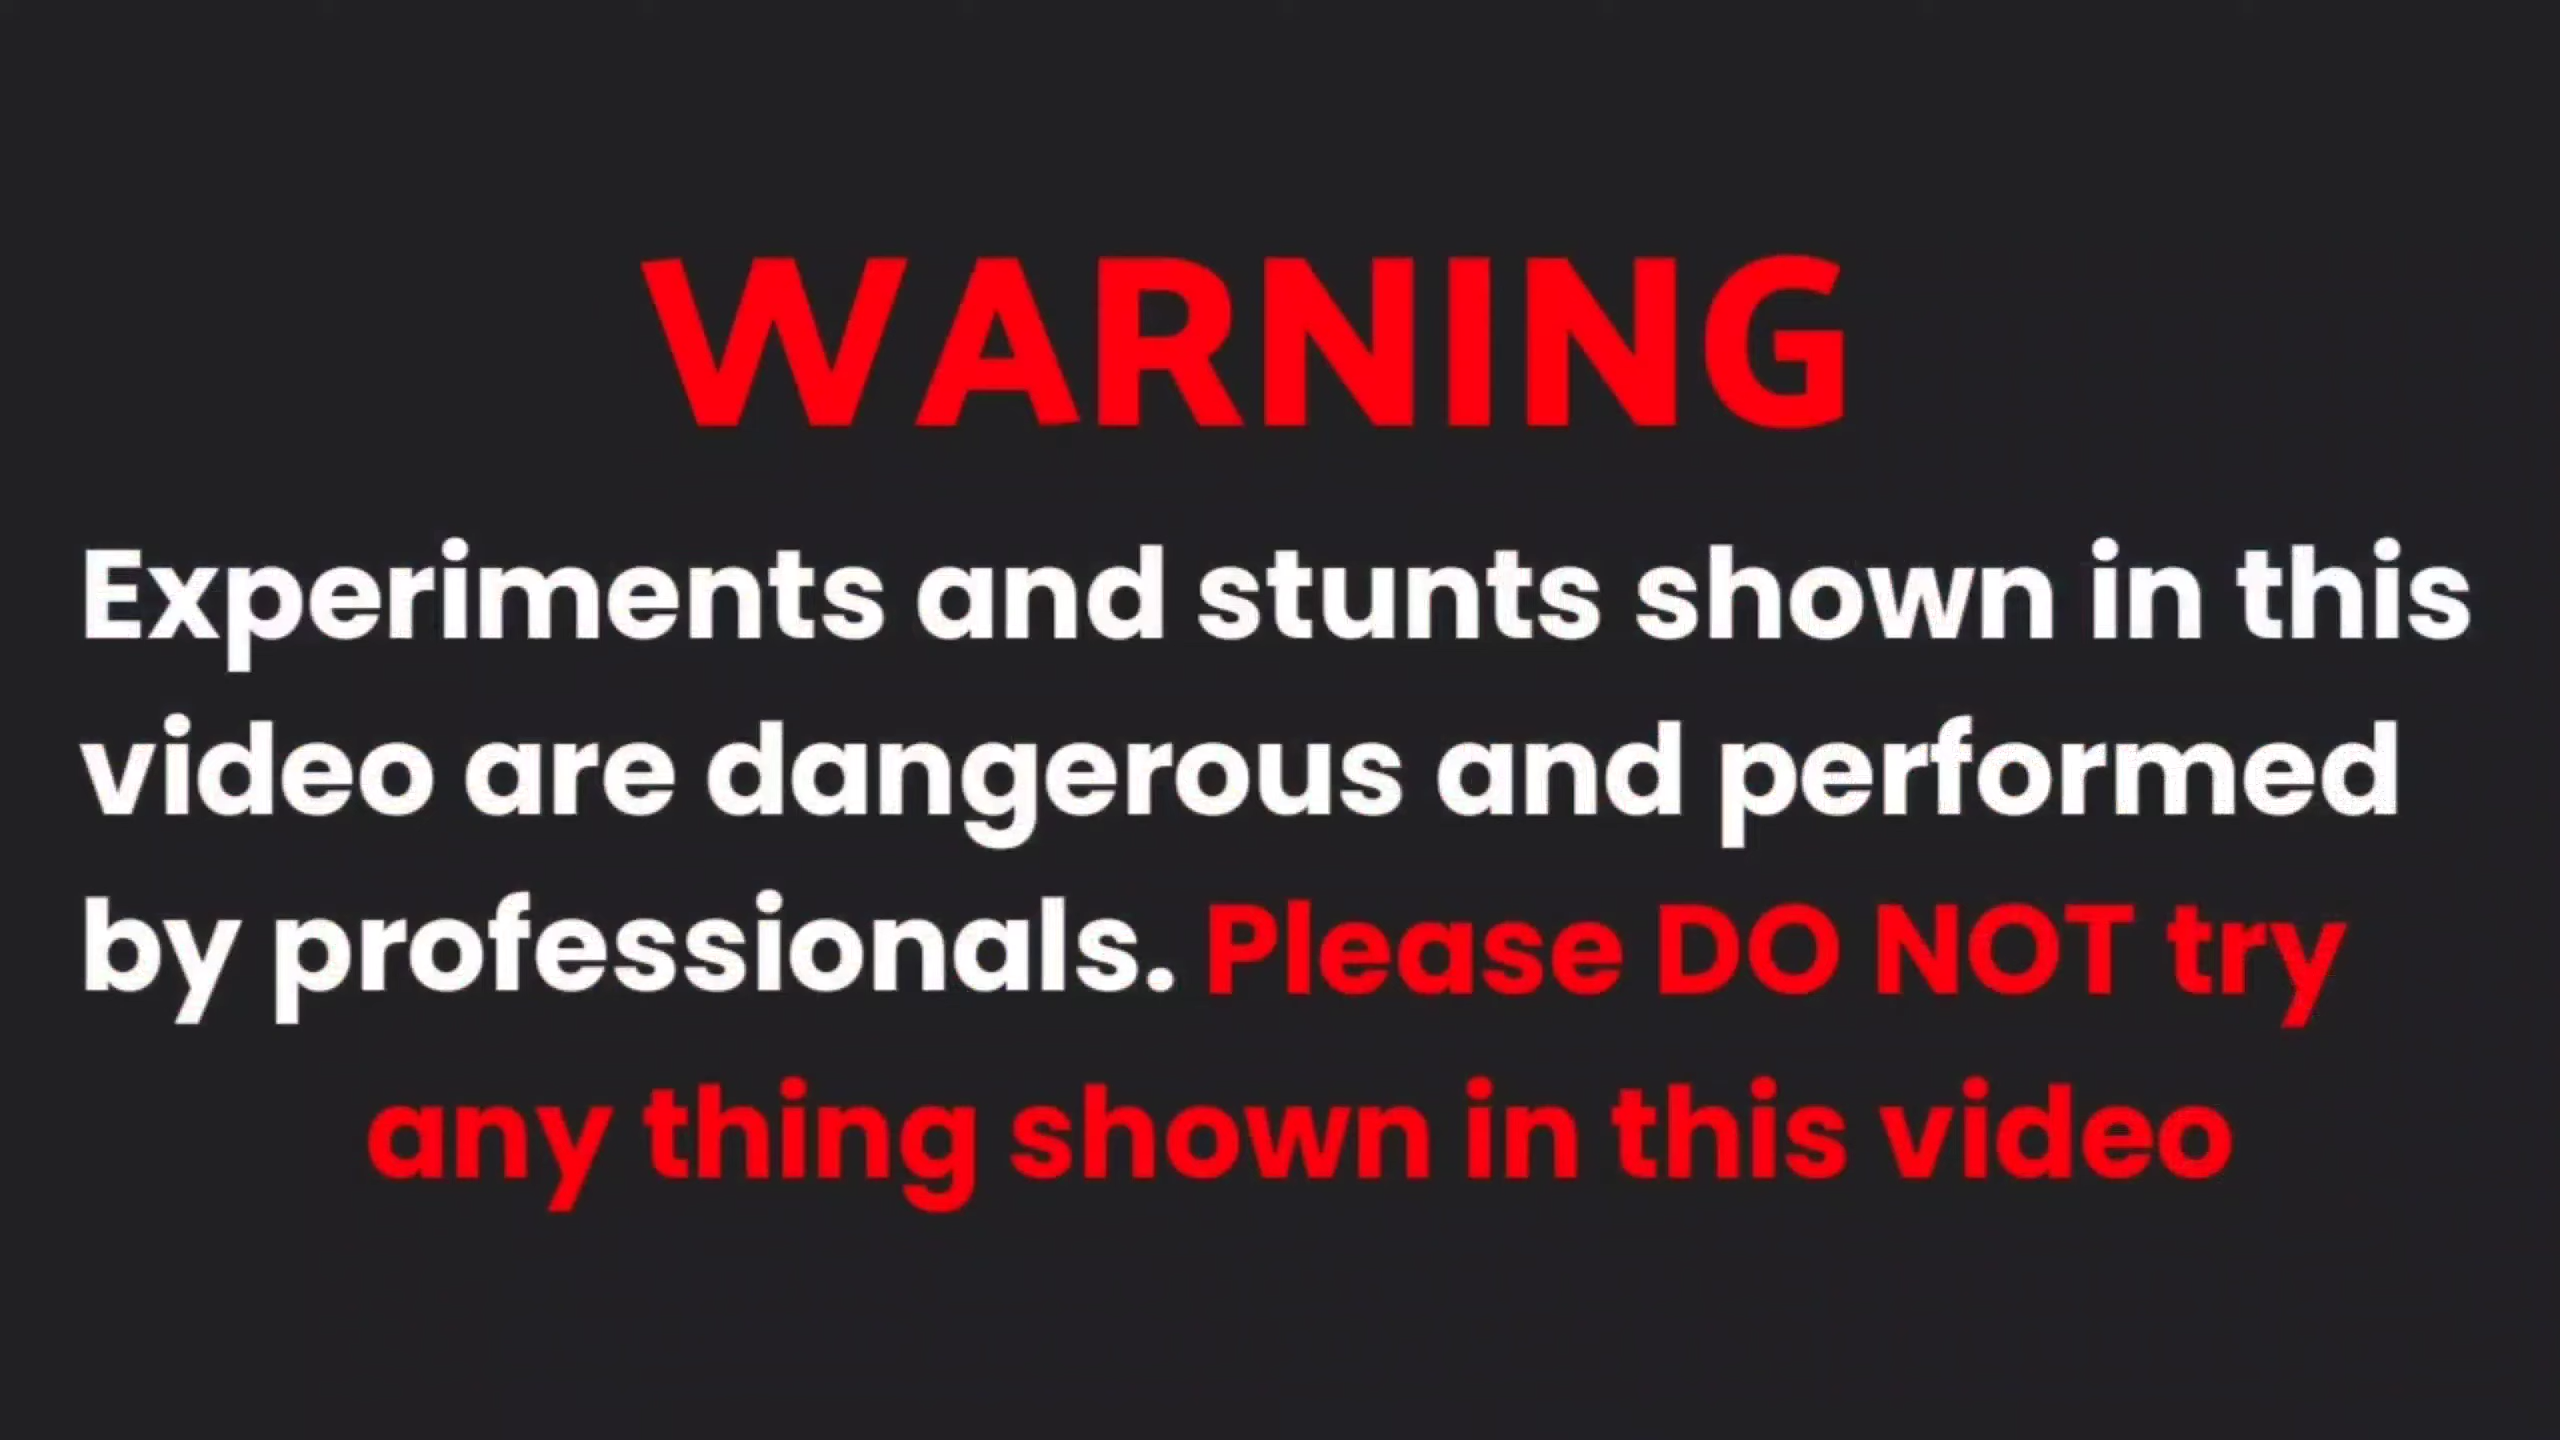 WARNING
Experiments and stunts shown in this
video are dangerous and performed
by professionals. Please DO NOT try
any thing shown in this video